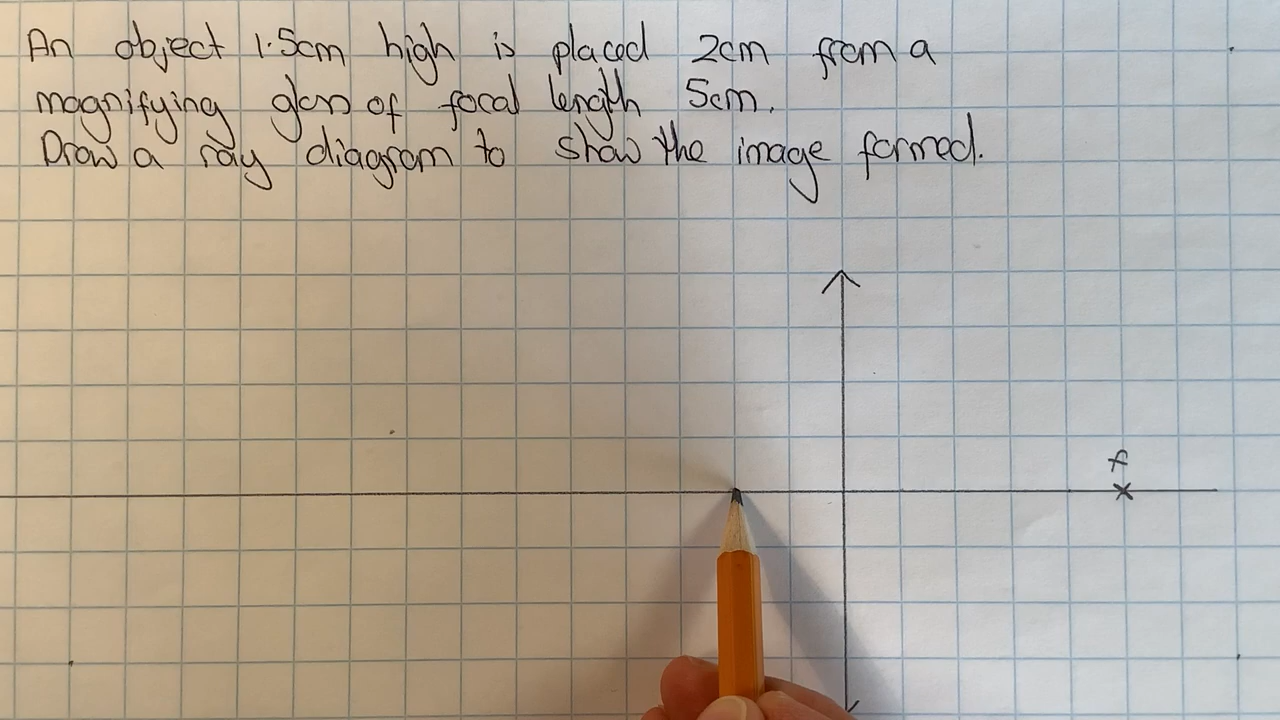 An object 1.5cm high is placed 2cm from a
magnifying glass of focal length 5cm.
Draw a ray diagram to show the image formed.
f